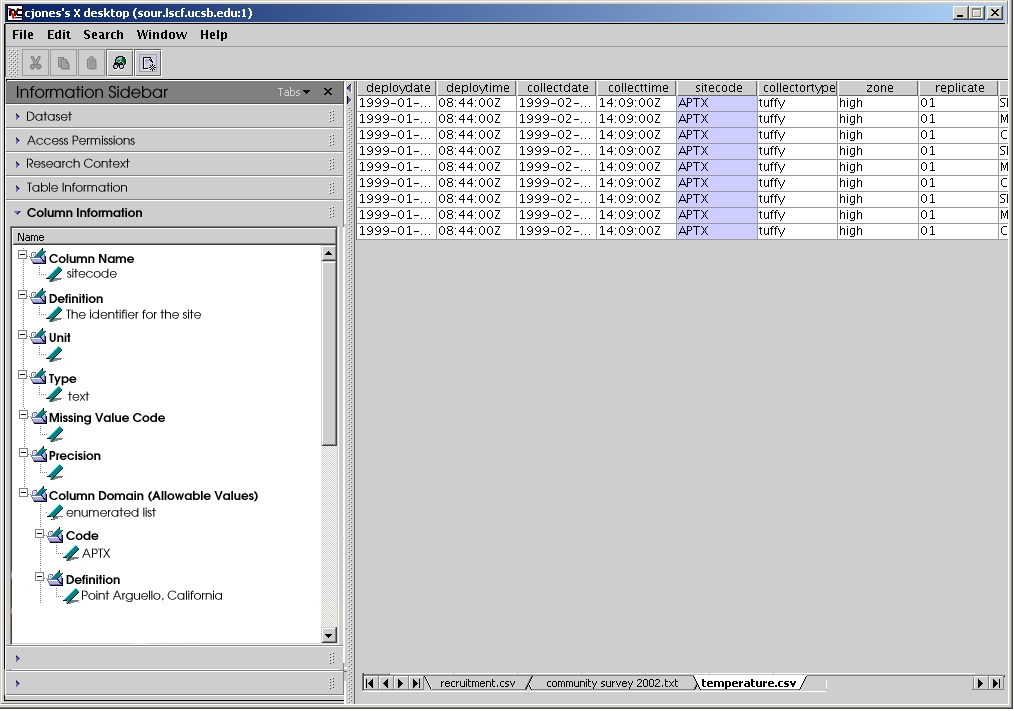 cjones's X desktop (sour.lscf.ucsb.edu:1)
File Edit Search Window Help
Information Sidebar Tabs
Dataset
Access Permissions
Research Context
Table Information
Column Information
Name
Column Name
sitecode
Definition
The identifier for the site
Unit
Type
text
Missing Value Code
Precision
Column Domain (Allowable Values)
enumerated list
Code
APTX
Definition
Point Arguello, California
deploydate deploytime collectdate collecttime sitecode collectortype zone replicate
1999-01-... 08:44:00Z 1999-02-... 14:09:00Z APTX tuffy high 01 SI
1999-01-... 08:44:00Z 1999-02-... 14:09:00Z APTX tuffy high 01 M
1999-01-... 08:44:00Z 1999-02-... 14:09:00Z APTX tuffy high 01 C
1999-01-... 08:44:00Z 1999-02-... 14:09:00Z APTX tuffy high 01 SI
1999-01-... 08:44:00Z 1999-02-... 14:09:00Z APTX tuffy high 01 M
1999-01-... 08:44:00Z 1999-02-... 14:09:00Z APTX tuffy high 01 C
1999-01-... 08:44:00Z 1999-02-... 14:09:00Z APTX tuffy high 01 SI
1999-01-... 08:44:00Z 1999-02-... 14:09:00Z APTX tuffy high 01 M
1999-01-... 08:44:00Z 1999-02-... 14:09:00Z APTX tuffy high 01 C
recruitment.csv community survey 2002.txt temperature.csv